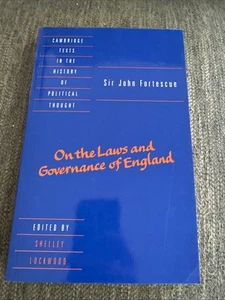 CAMBRIDGE
TEXTS
IN THE
HISTORY
OF
POLITICAL
THOUGHT
Sir John Fortescue
On the Laws and
Governance of England
EDITED BY
SHELLEY
LOCKWOOD